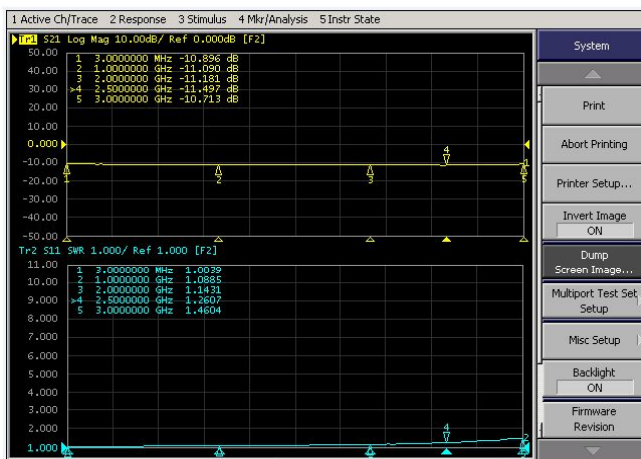 1 Active Ch/Trace 2 Response 3 Stimulus 4 Mkr/Analysis 5 Instr State
Tr1 S21 Log Mag 10.00dB/ Ref 0.000dB [F2]
50.00
40.00
30.00
20.00
10.00
0.000
-10.00
-20.00
-30.00
-40.00
-50.00
1 3.0000000 MHz -10.896 dB
2 1.0000000 GHz -11.090 dB
3 2.0000000 GHz -11.181 dB
>4 2.5000000 GHz -11.497 dB
5 3.0000000 GHz -10.713 dB
1
2
3
4
5
1
Tr2 S11 SWR 1.000/ Ref 1.000 [F2]
11.00
10.00
9.000
8.000
7.000
6.000
5.000
4.000
3.000
2.000
1.000
1 3.0000000 MHz 1.0039
2 1.0000000 GHz 1.0885
3 2.0000000 GHz 1.1431
>4 2.5000000 GHz 1.2607
5 3.0000000 GHz 1.4604
4
2
System
Print
Abort Printing
Printer Setup...
Invert Image
ON
Dump
Screen Image...
Multiport Test Set
Setup
Misc Setup
Backlight
ON
Firmware
Revision